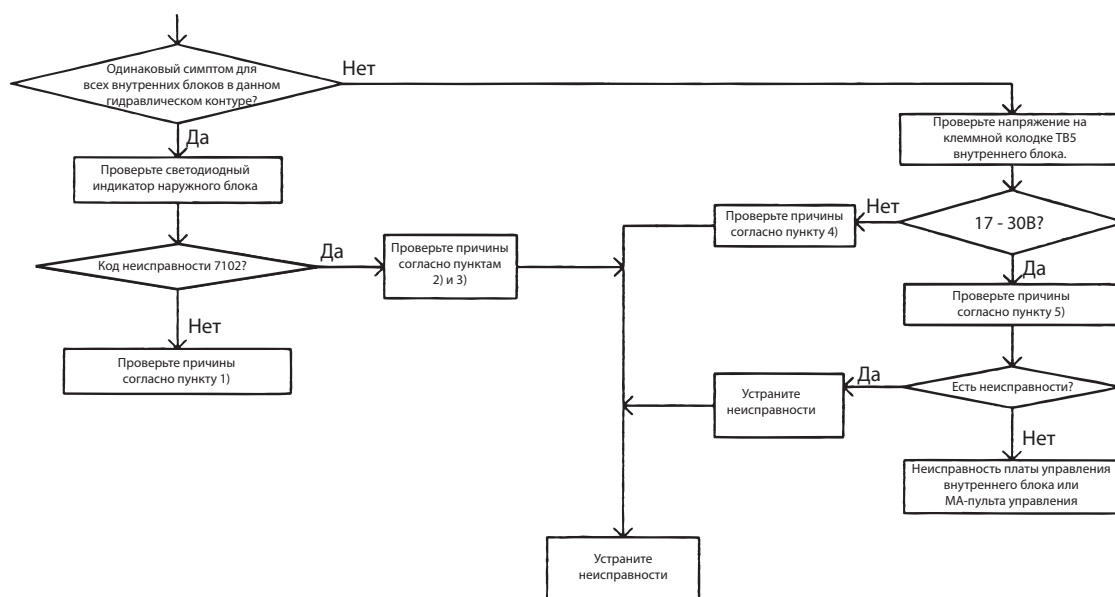 Одинаковый симптом для
всех внутренних блоков в данном
гидравлическом контуре?
Нет
Да
Проверьте светодиодный
индикатор наружного блока
Код неисправности 7102?
Да
Нет
Проверьте причины
согласно пункту 1)
Проверьте причины
согласно пунктам
2) и 3)
Проверьте напряжение на
клеммной колодке TB5
внутреннего блока.
17 - 30В?
Нет
Проверьте причины
согласно пункту 4)
Да
Проверьте причины
согласно пункту 5)
Есть неисправности?
Да
Устраните
неисправности
Нет
Неисправность платы управления
внутреннего блока или
МА-пульта управления
Устраните
неисправности